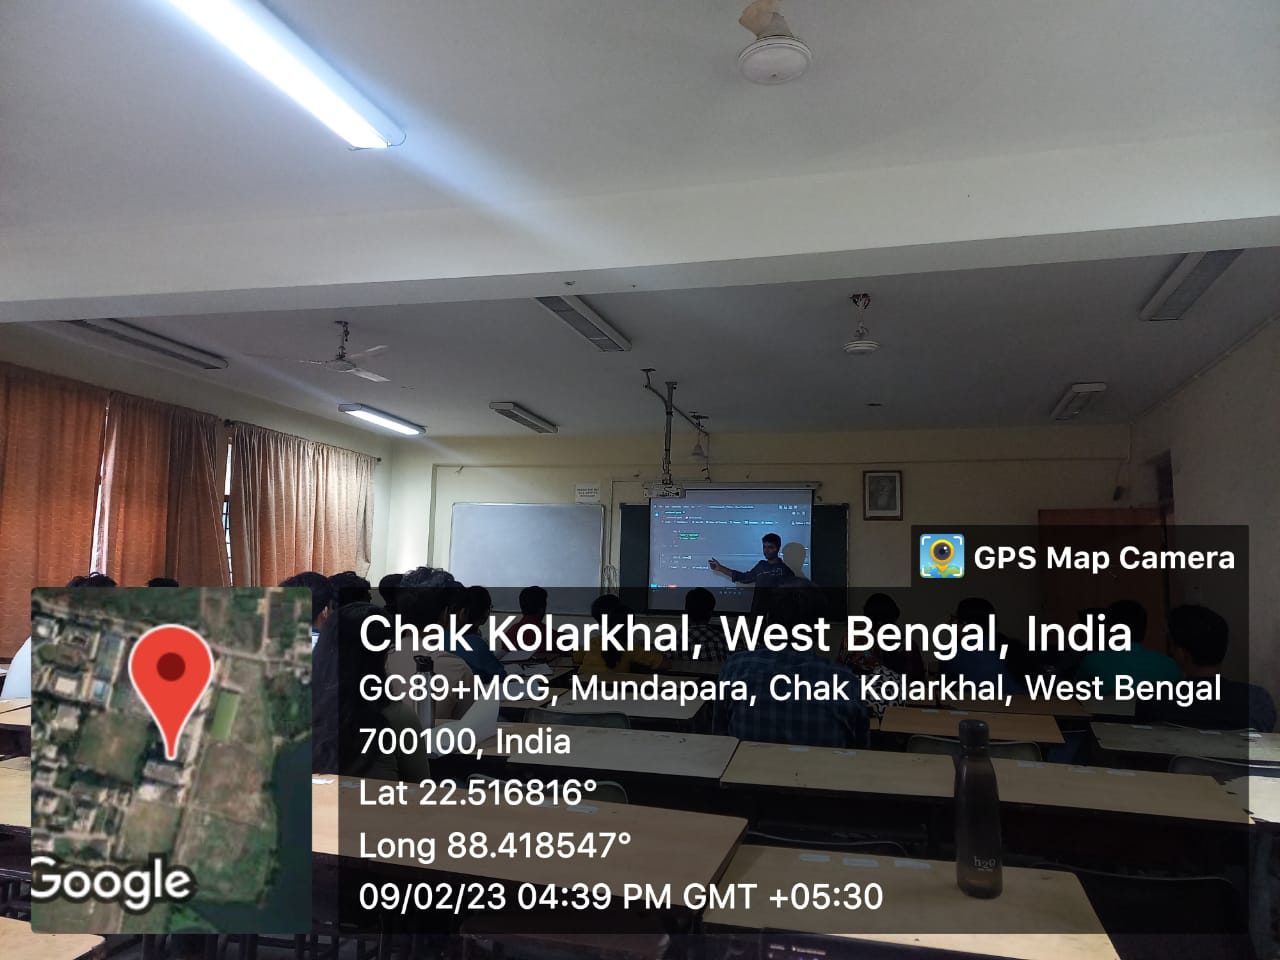 GPS Map Camera
Chak Kolarkhal, West Bengal, India
GC89+MCG, Mundapara, Chak Kolarkhal, West Bengal
700100, India
Lat 22.516816°
Long 88.418547°
09/02/23 04:39 PM GMT +05:30
Google
h2o